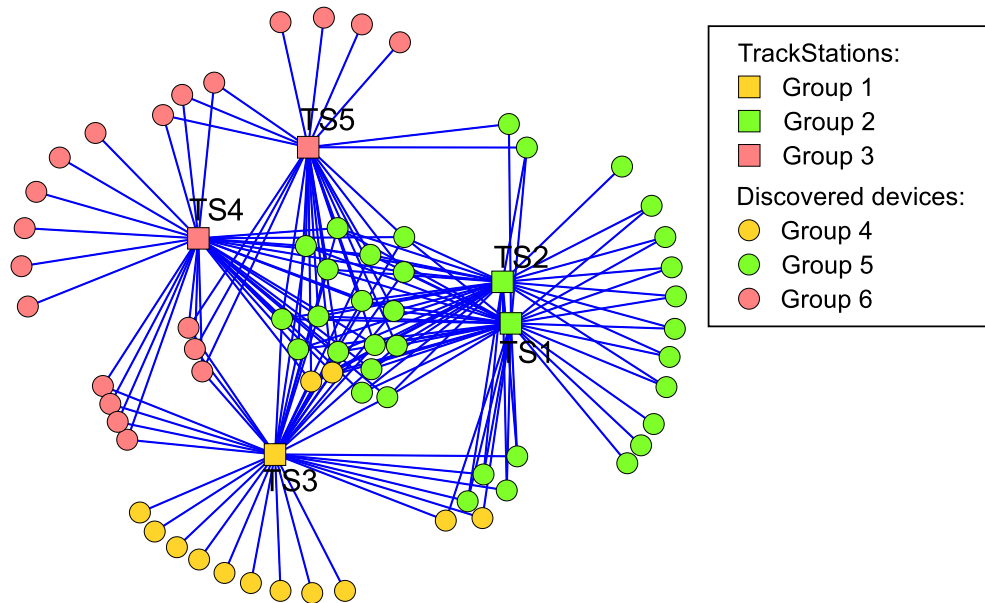 TS5
TS4
TS2
TS1
TS3
TrackStations:
Group 1
Group 2
Group 3
Discovered devices:
Group 4
Group 5
Group 6